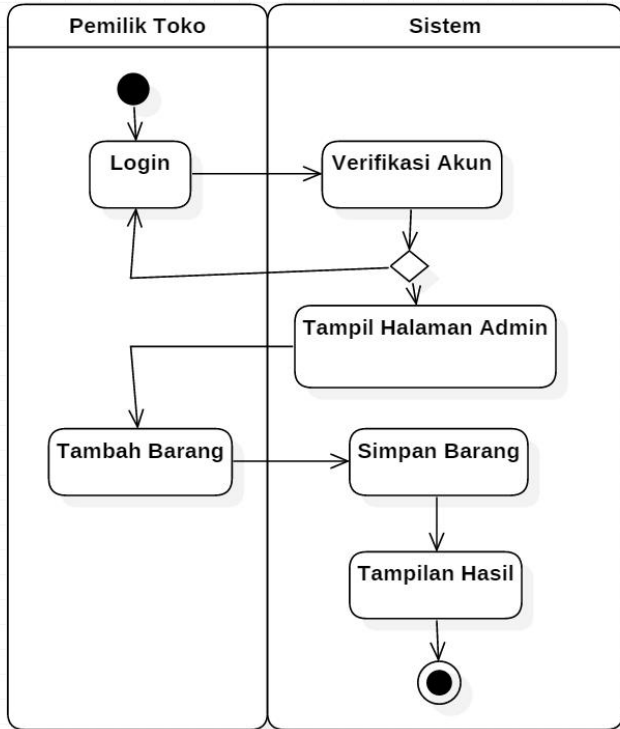 Pemilik Toko
Sistem
Login
Verifikasi Akun
Tampil Halaman Admin
Tambah Barang
Simpan Barang
Tampilan Hasil